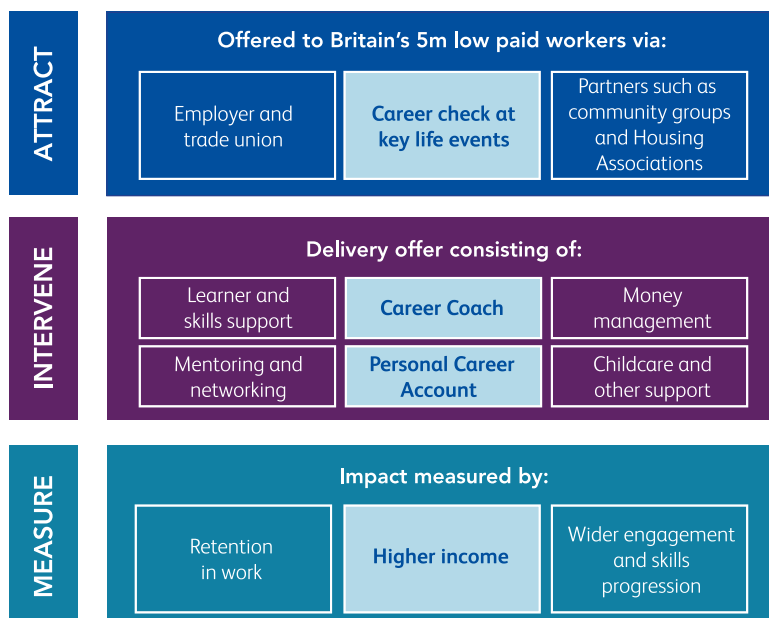 ATTRACT
Offered to Britain's 5m low paid workers via:
Employer and
trade union
Career check at
key life events
Partners such as
community groups
and Housing
Associations
INTERVENE
Delivery offer consisting of:
Learner and
skills support
Career Coach
Money
management
Mentoring and
networking
Personal Career
Account
Childcare and
other support
MEASURE
Impact measured by:
Retention
in work
Higher income
Wider engagement
and skills
progression